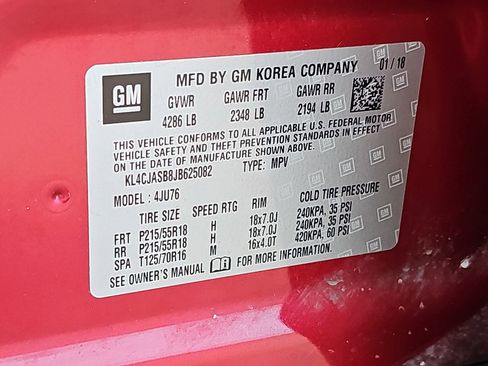 GM
MFD BY GM KOREA COMPANY 01/18
GVWR GAWR FRT GAWR RR
4286 LB 2348 LB 2194 LB
THIS VEHICLE CONFORMS TO ALL APPLICABLE U.S. FEDERAL MOTOR
VEHICLE SAFETY AND THEFT PREVENTION STANDARDS IN EFFECT
ON THE DATE OF MANUFACTURE SHOWN ABOVE.
KL4CJASB8JB625082 TYPE: MPV
MODEL: 4JU76
TIRE SIZE SPEED RTG RIM COLD TIRE PRESSURE
FRT P215/55R18 H 18x7.0J 240KPA, 35 PSI
RR P215/55R18 H 18x7.0J 240KPA, 35 PSI
SPA T125/70R16 M 16x4.0T 420KPA, 60 PSI
SEE OWNER'S MANUAL FOR MORE INFORMATION.